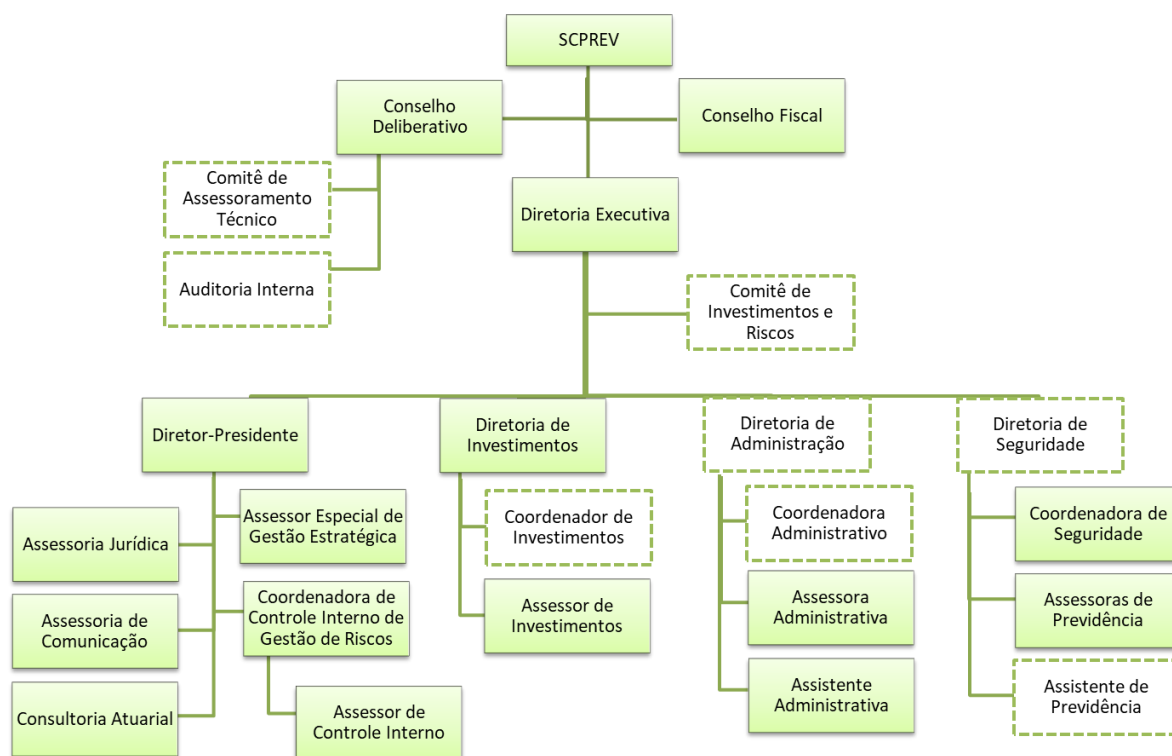 SCPREV
Conselho
Deliberativo
Conselho Fiscal
Comitê de
Assessoramento
Técnico
Diretoria Executiva
Auditoria Interna
Comitê de
Investimentos e
Riscos
Diretor-Presidente
Diretoria de
Investimentos
Diretoria de
Administração
Diretoria de
Seguridade
Assessoria Jurídica
Assessor Especial de
Gestão Estratégica
Coordenador de
Investimentos
Coordenadora
Administrativo
Coordenadora de
Seguridade
Assessoria de
Comunicação
Coordenadora de
Controle Interno de
Gestão de Riscos
Assessor de
Investimentos
Assessora
Administrativa
Assessoras de
Previdência
Consultoria Atuarial
Assessor de
Controle Interno
Assistente
Administrativa
Assistente de
Previdência